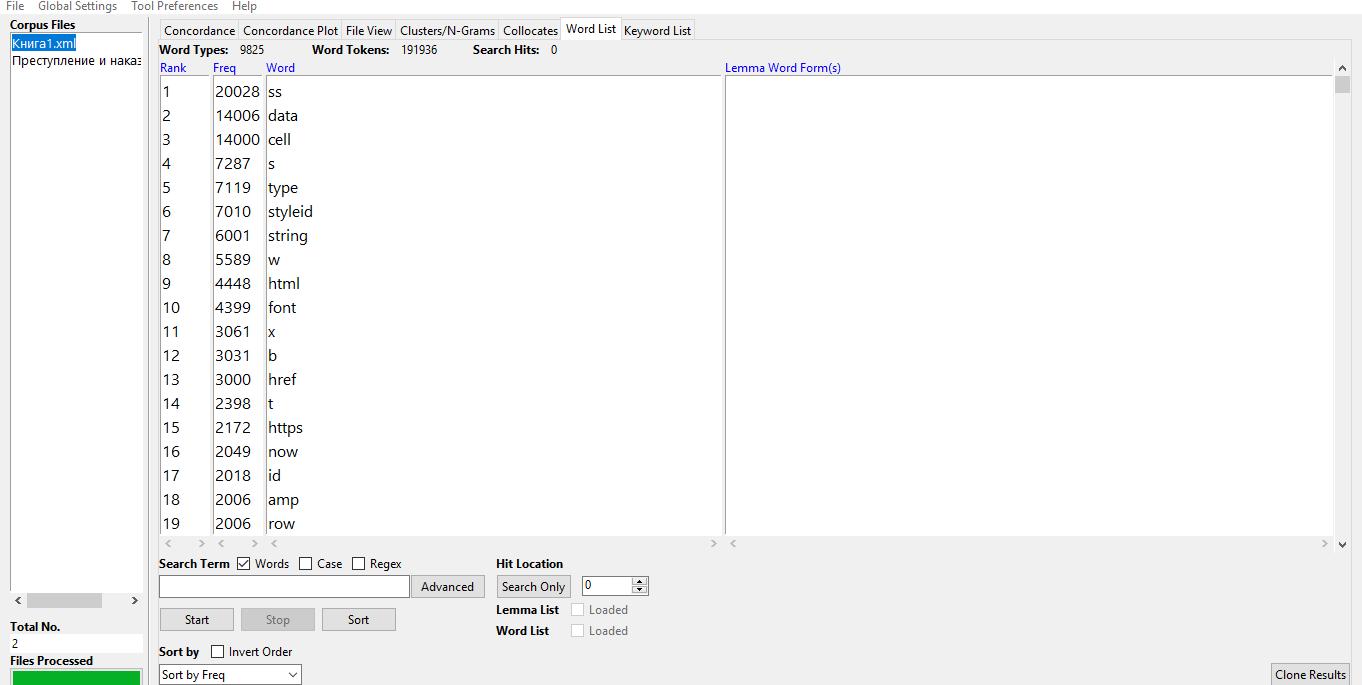 File Global Settings Tool Preferences Help
Corpus Files
Книга1.xml
Преступление и наказ
Total No.
2
Files Processed
Concordance Concordance Plot File View Clusters/N-Grams Collocates Word List Keyword List
Word Types: 9825 Word Tokens: 191936 Search Hits: 0
Rank Freq Word Lemma Word Form(s)
1 20028 ss
2 14006 data
3 14000 cell
4 7287 s
5 7119 type
6 7010 styleid
7 6001 string
8 5589 w
9 4448 html
10 4399 font
11 3061 x
12 3031 b
13 3000 href
14 2398 t
15 2172 https
16 2049 now
17 2018 id
18 2006 amp
19 2006 row
Search Term Words Case Regex Hit Location
Advanced Search Only 0
Start Stop Sort Lemma List Loaded
Word List Loaded
Sort by Invert Order
Sort by Freq Clone Results